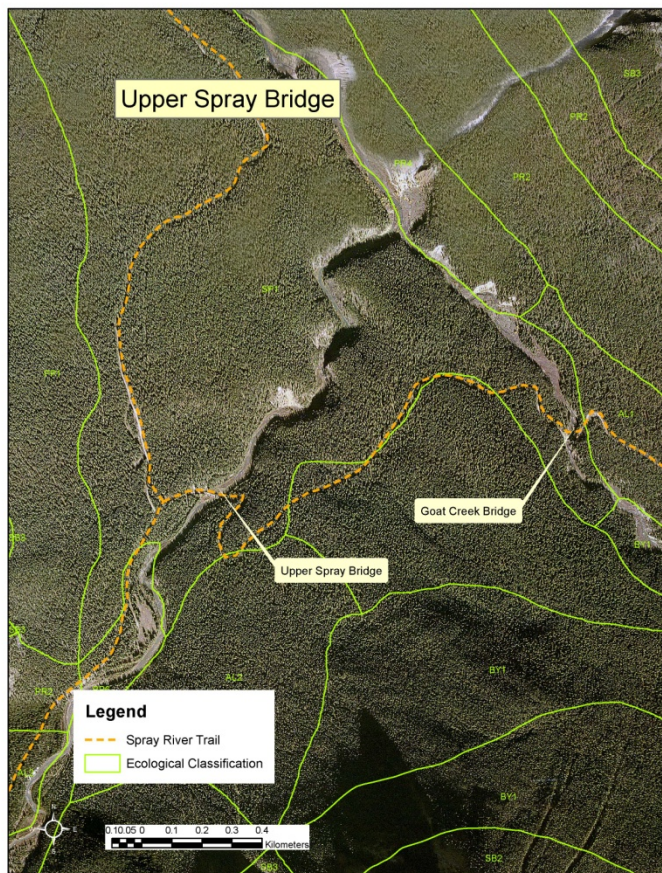 Upper Spray Bridge
SB3
PR2
PR2
SF1
AL1
Goat Creek Bridge
BY1
Upper Spray Bridge
AL2
BY1
PR2
Legend
Spray River Trail
Ecological Classification
N
E
S
0.1 0.05 0 0.1 0.2 0.3 0.4
Kilometers
BY1
SB2
SB3